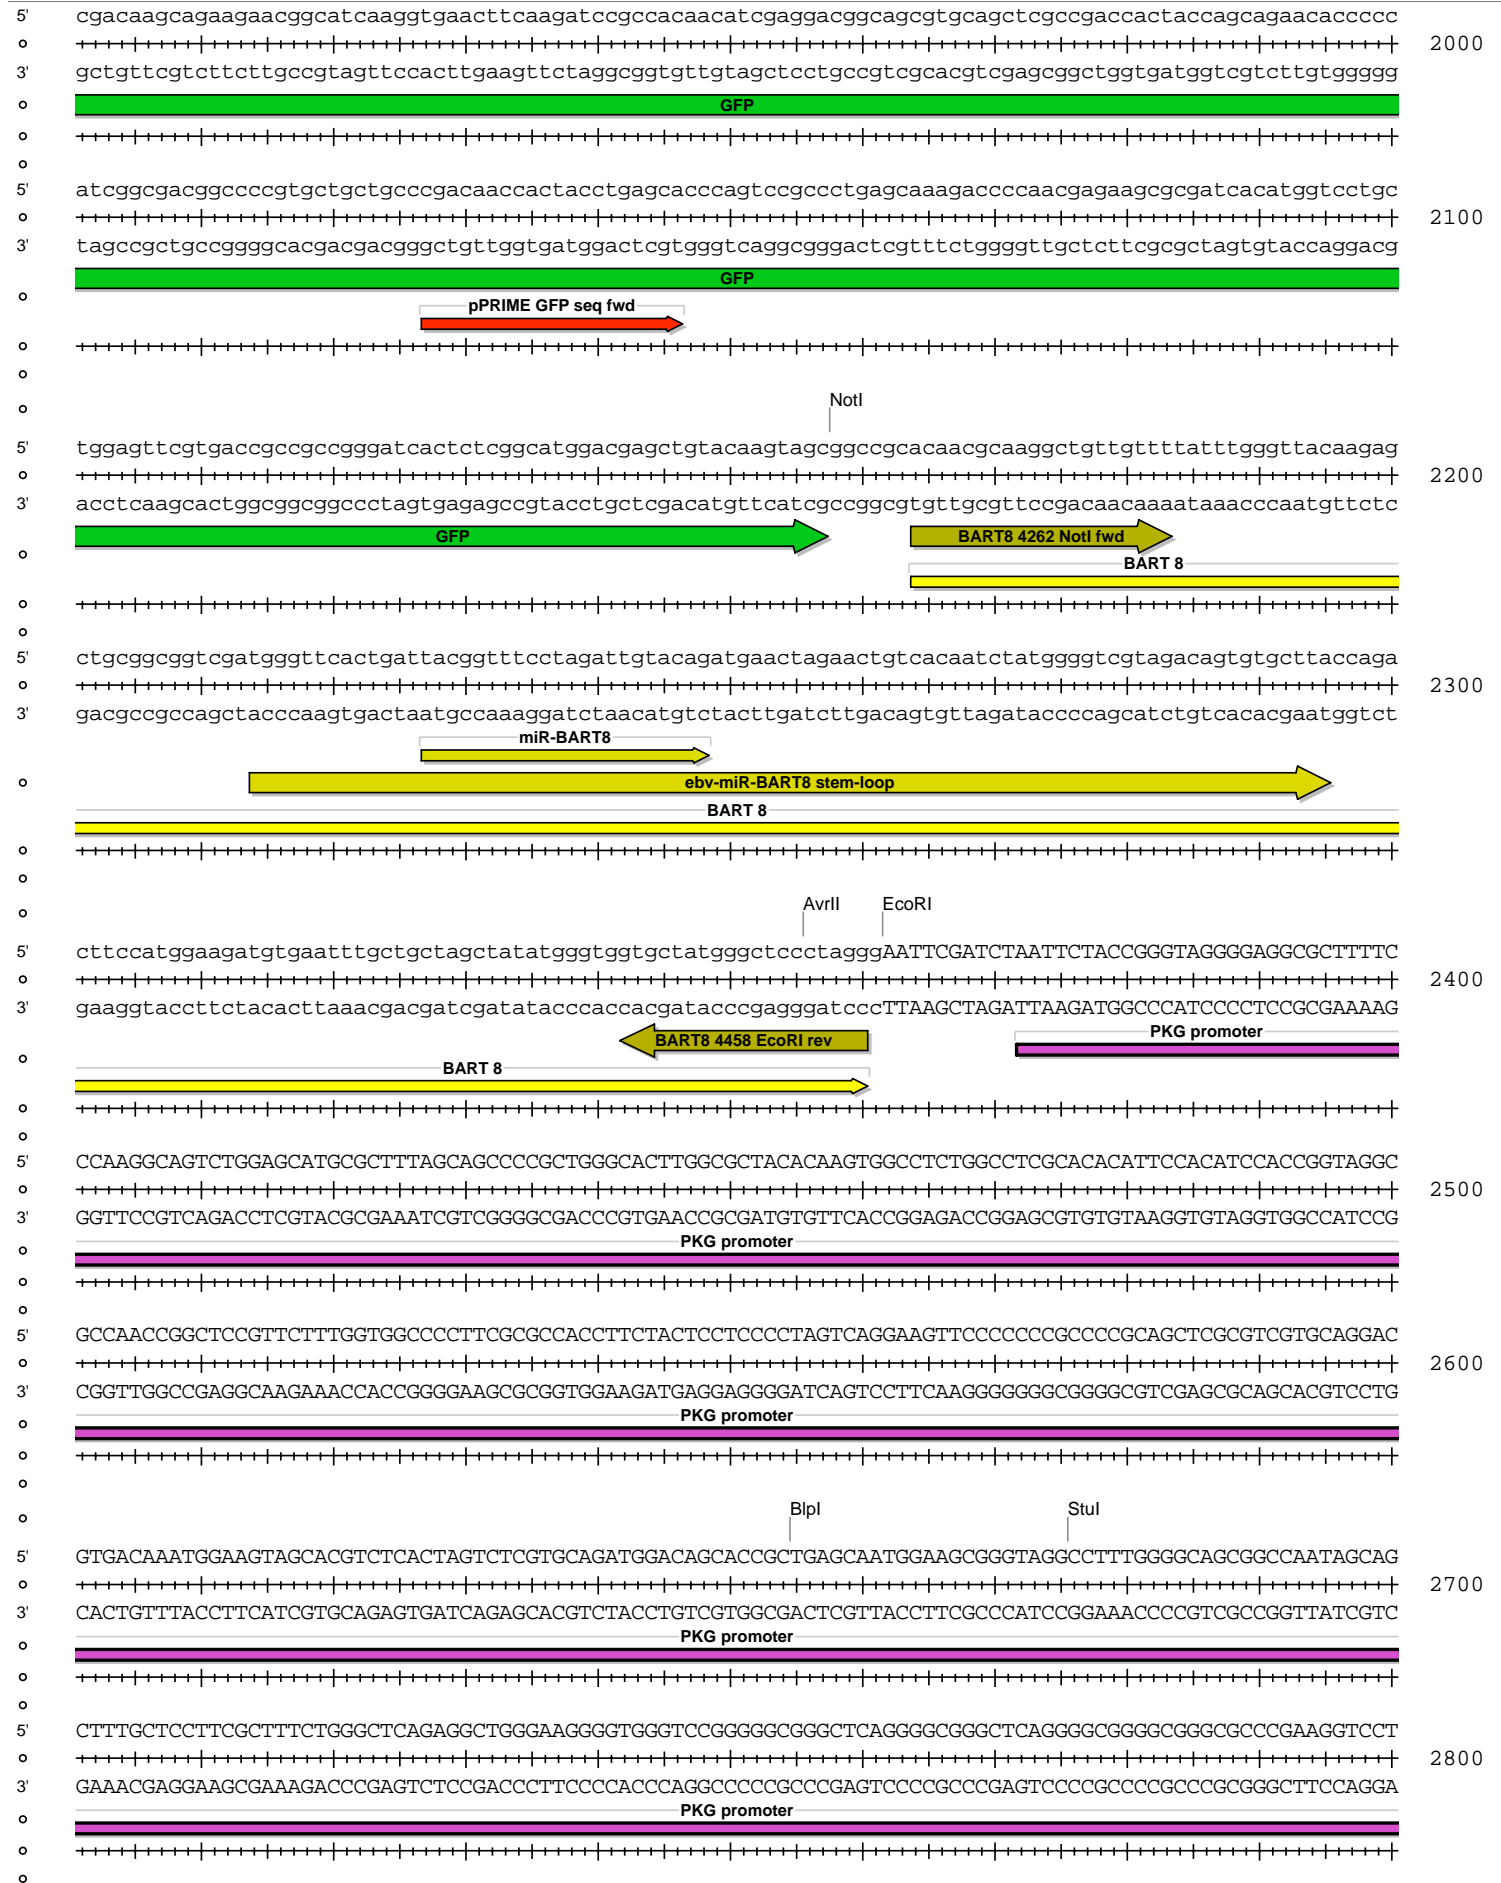 5' cgacaagcagaagaacggcatcaaggtgaacttcaagatccgccacaacatcgaggacggcagcgtgcagctcgccgaccactaccagcagaacaccccc
2000
3' gctgttcgtcttcttgccgtagttccacttgaagttctaggcggtgttgtagctcctgccgtcgcacgtcgagcggctggtgatggtcgtcttgtggggg
GFP
5' atcggcgacggccccgtgctgctgcccgacaaccactacctgagcacccagtccgccctgagcaaagaccccaacgagaagcgcgatcacatggtcctgc
2100
3' tagccgctgccggggcacgacgacgggctgttggtgatggactcgtgggtcaggcgggactcgtttctggggttgctcttcgcgctagtgtaccaggacg
GFP
pPRIME GFP seq fwd
NotI
5' tggagttcgtgaccgccgccgggatcactctcggcatggacgagctgtacaagtagcggccgcacaacgcaaggctgttgttttatttgggttacaagag
2200
3' acctcaagcactggcggcggccctagtgagagccgtacctgctcgacatgttcatcgccggcgtgttgcgttccgacaacaaaataaacccaatgttctc
GFP BART8 4262 NotI fwd
BART 8
5' ctgcggcggtcgatgggttcactgattacggtttcctagattgtacagatgaactagaactgtcacaatctatggggtcgtagacagtgtgcttaccaga
2300
3' gacgccgccagctacccaagtgactaatgccaaaggatctaacatgtctacttgatcttgacagtgttagataccccagcatctgtcacacgaatggtct
miR-BART8
ebv-miR-BART8 stem-loop
BART 8
AvrII EcoRI
5' cttccatggaagatgtgaatttgctgctagctatatgggtggtgctatgggctccctagggAATTCGATCTAATTCTACCGGGTAGGGGAGGCGCTTTTC
2400
3' gaaggtaccttctacacttaaacgacgatcgatatacccaccacgatacccgagggatcccTTAAGCTAGATTAAGATGGCCCATCCCCTCCGCGAAAAG
BART8 4458 EcoRI rev PKG promoter
BART 8
5' CCAAGGCAGTCTGGAGCATGCGCTTTAGCAGCCCCGCTGGGCACTTGGCGCTACACAAGTGGCCTCTGGCCTCGCACACATTCCACATCCACCGGTAGGC
2500
3' GGTTCCGTCAGACCTCGTACGCGAAATCGTCGGGGCGACCCGTGAACCGCGATGTGTTCACCGGAGACCGGAGCGTGTGTAAGGTGTAGGTGGCCATCCG
PKG promoter
5' GCCAACCGGCTCCGTTCTTTGGTGGCCCCTTCGCGCCACCTTCTACTCCTCCCCTAGTCAGGAAGTTCCCCCCCGCCCCGCAGCTCGCGTCGTGCAGGAC
2600
3' CGGTTGGCCGAGGCAAGAAACCACCGGGGAAGCGCGGTGGAAGATGAGGAGGGGATCAGTCCTTCAAGGGGGGGCGGGGCGTCGAGCGCAGCACGTCCTG
PKG promoter
BlpI StuI
5' GTGACAAATGGAAGTAGCACGTCTCACTAGTCTCGTGCAGATGGACAGCACCGCTGAGCAATGGAAGCGGGTAGGCCTTTGGGGCAGCGGCCAATAGCAG
2700
3' CACTGTTTACCTTCATCGTGCAGAGTGATCAGAGCACGTCTACCTGTCGTGGCGACTCGTTACCTTCGCCCATCCGGAAACCCCGTCGCCGGTTATCGTC
PKG promoter
5' CTTTGCTCCTTCGCTTTCTGGGCTCAGAGGCTGGGAAGGGGTGGGTCCGGGGGCGGGCTCAGGGGCGGGCTCAGGGGCGGGGCGGGCGCCCGAAGGTCCT
2800
3' GAAACGAGGAAGCGAAAGACCCGAGTCTCCGACCCTTCCCCACCCAGGCCCCCGCCCGAGTCCCCGCCCGAGTCCCCGCCCCGCCCGCGGGCTTCCAGGA
PKG promoter